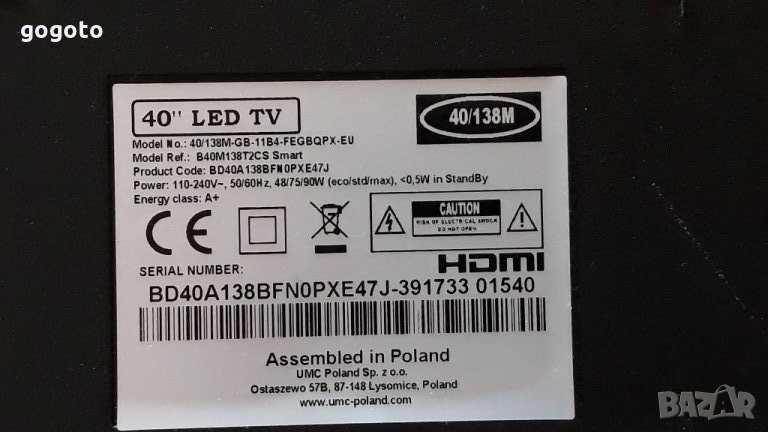 gogoto
40" LED TV
40/138M
Model No.: 40/138M-GB-11B4-FEGBQPX-EU
Model Ref.: B40M138T2CS Smart
Product Code: BD40A138BFN0PXE47J
Power: 110-240V~, 50/60Hz, 48/75/90W (eco/std/max), <0,5W in StandBy
Energy class: A+
CE
CAUTION
RISK OF ELECTRICAL SHOCK
DO NOT OPEN
HDMI
SERIAL NUMBER:
BD40A138BFN0PXE47J-391733 01540
Assembled in Poland
UMC Poland Sp. z o.o.
Ostaszewo 57B, 87-148 Lysomice, Poland
www.umc-poland.com
BAZAR